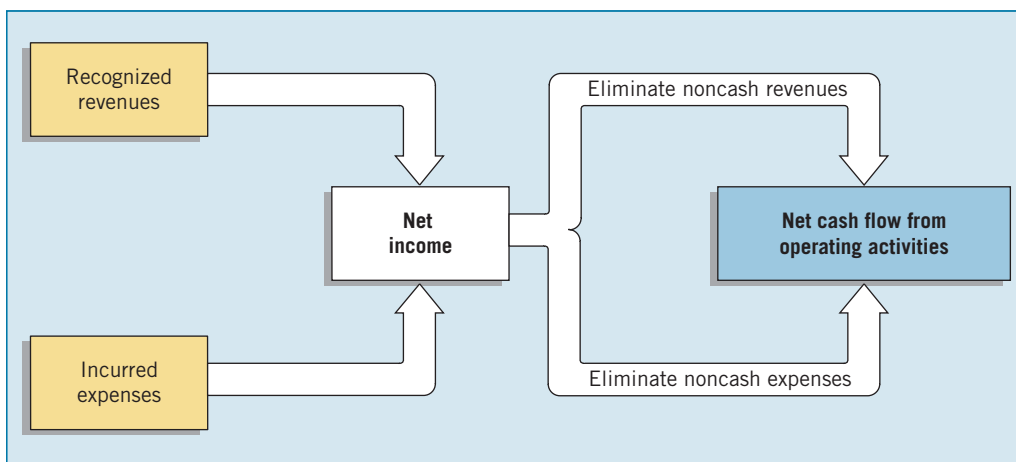 Recognized
revenues
Eliminate noncash revenues
Net
income
Net cash flow from
operating activities
Incurred
expenses
Eliminate noncash expenses